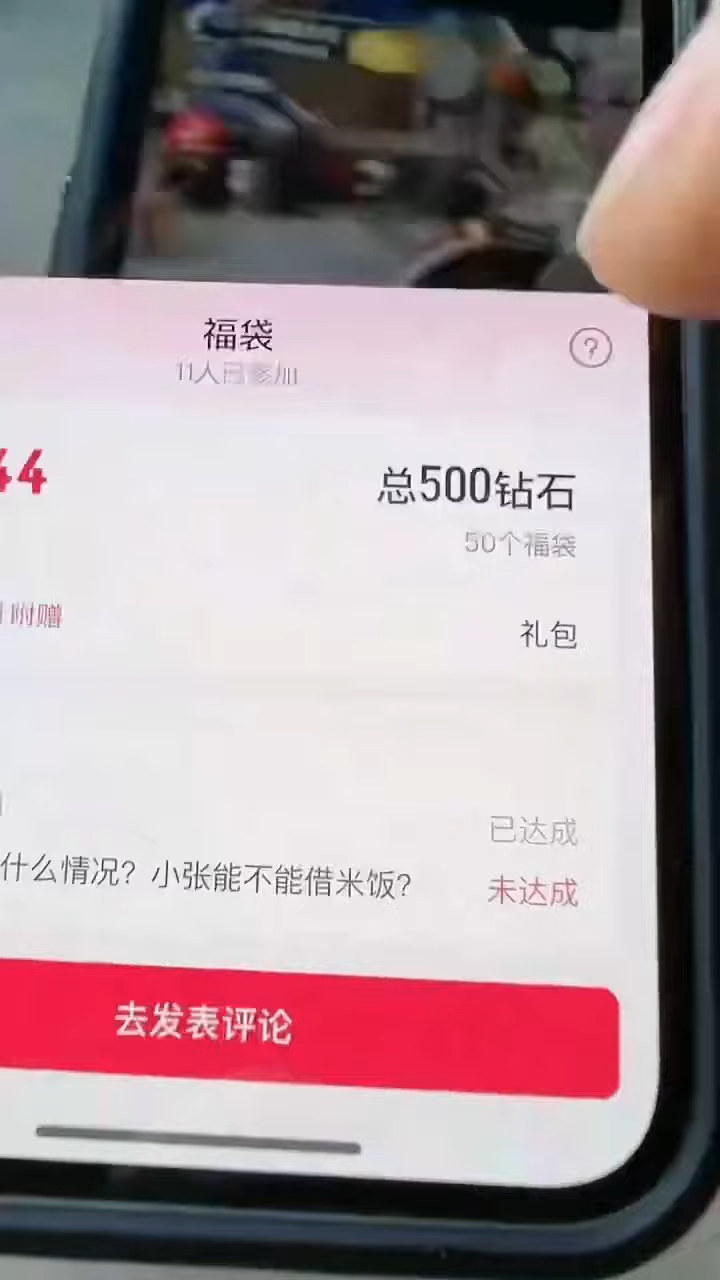 福袋
11人已参加
44
总500钻石
50个福袋
附赠
礼包
已达成
什么情况？小张能不能借米饭？
未达成
去发表评论